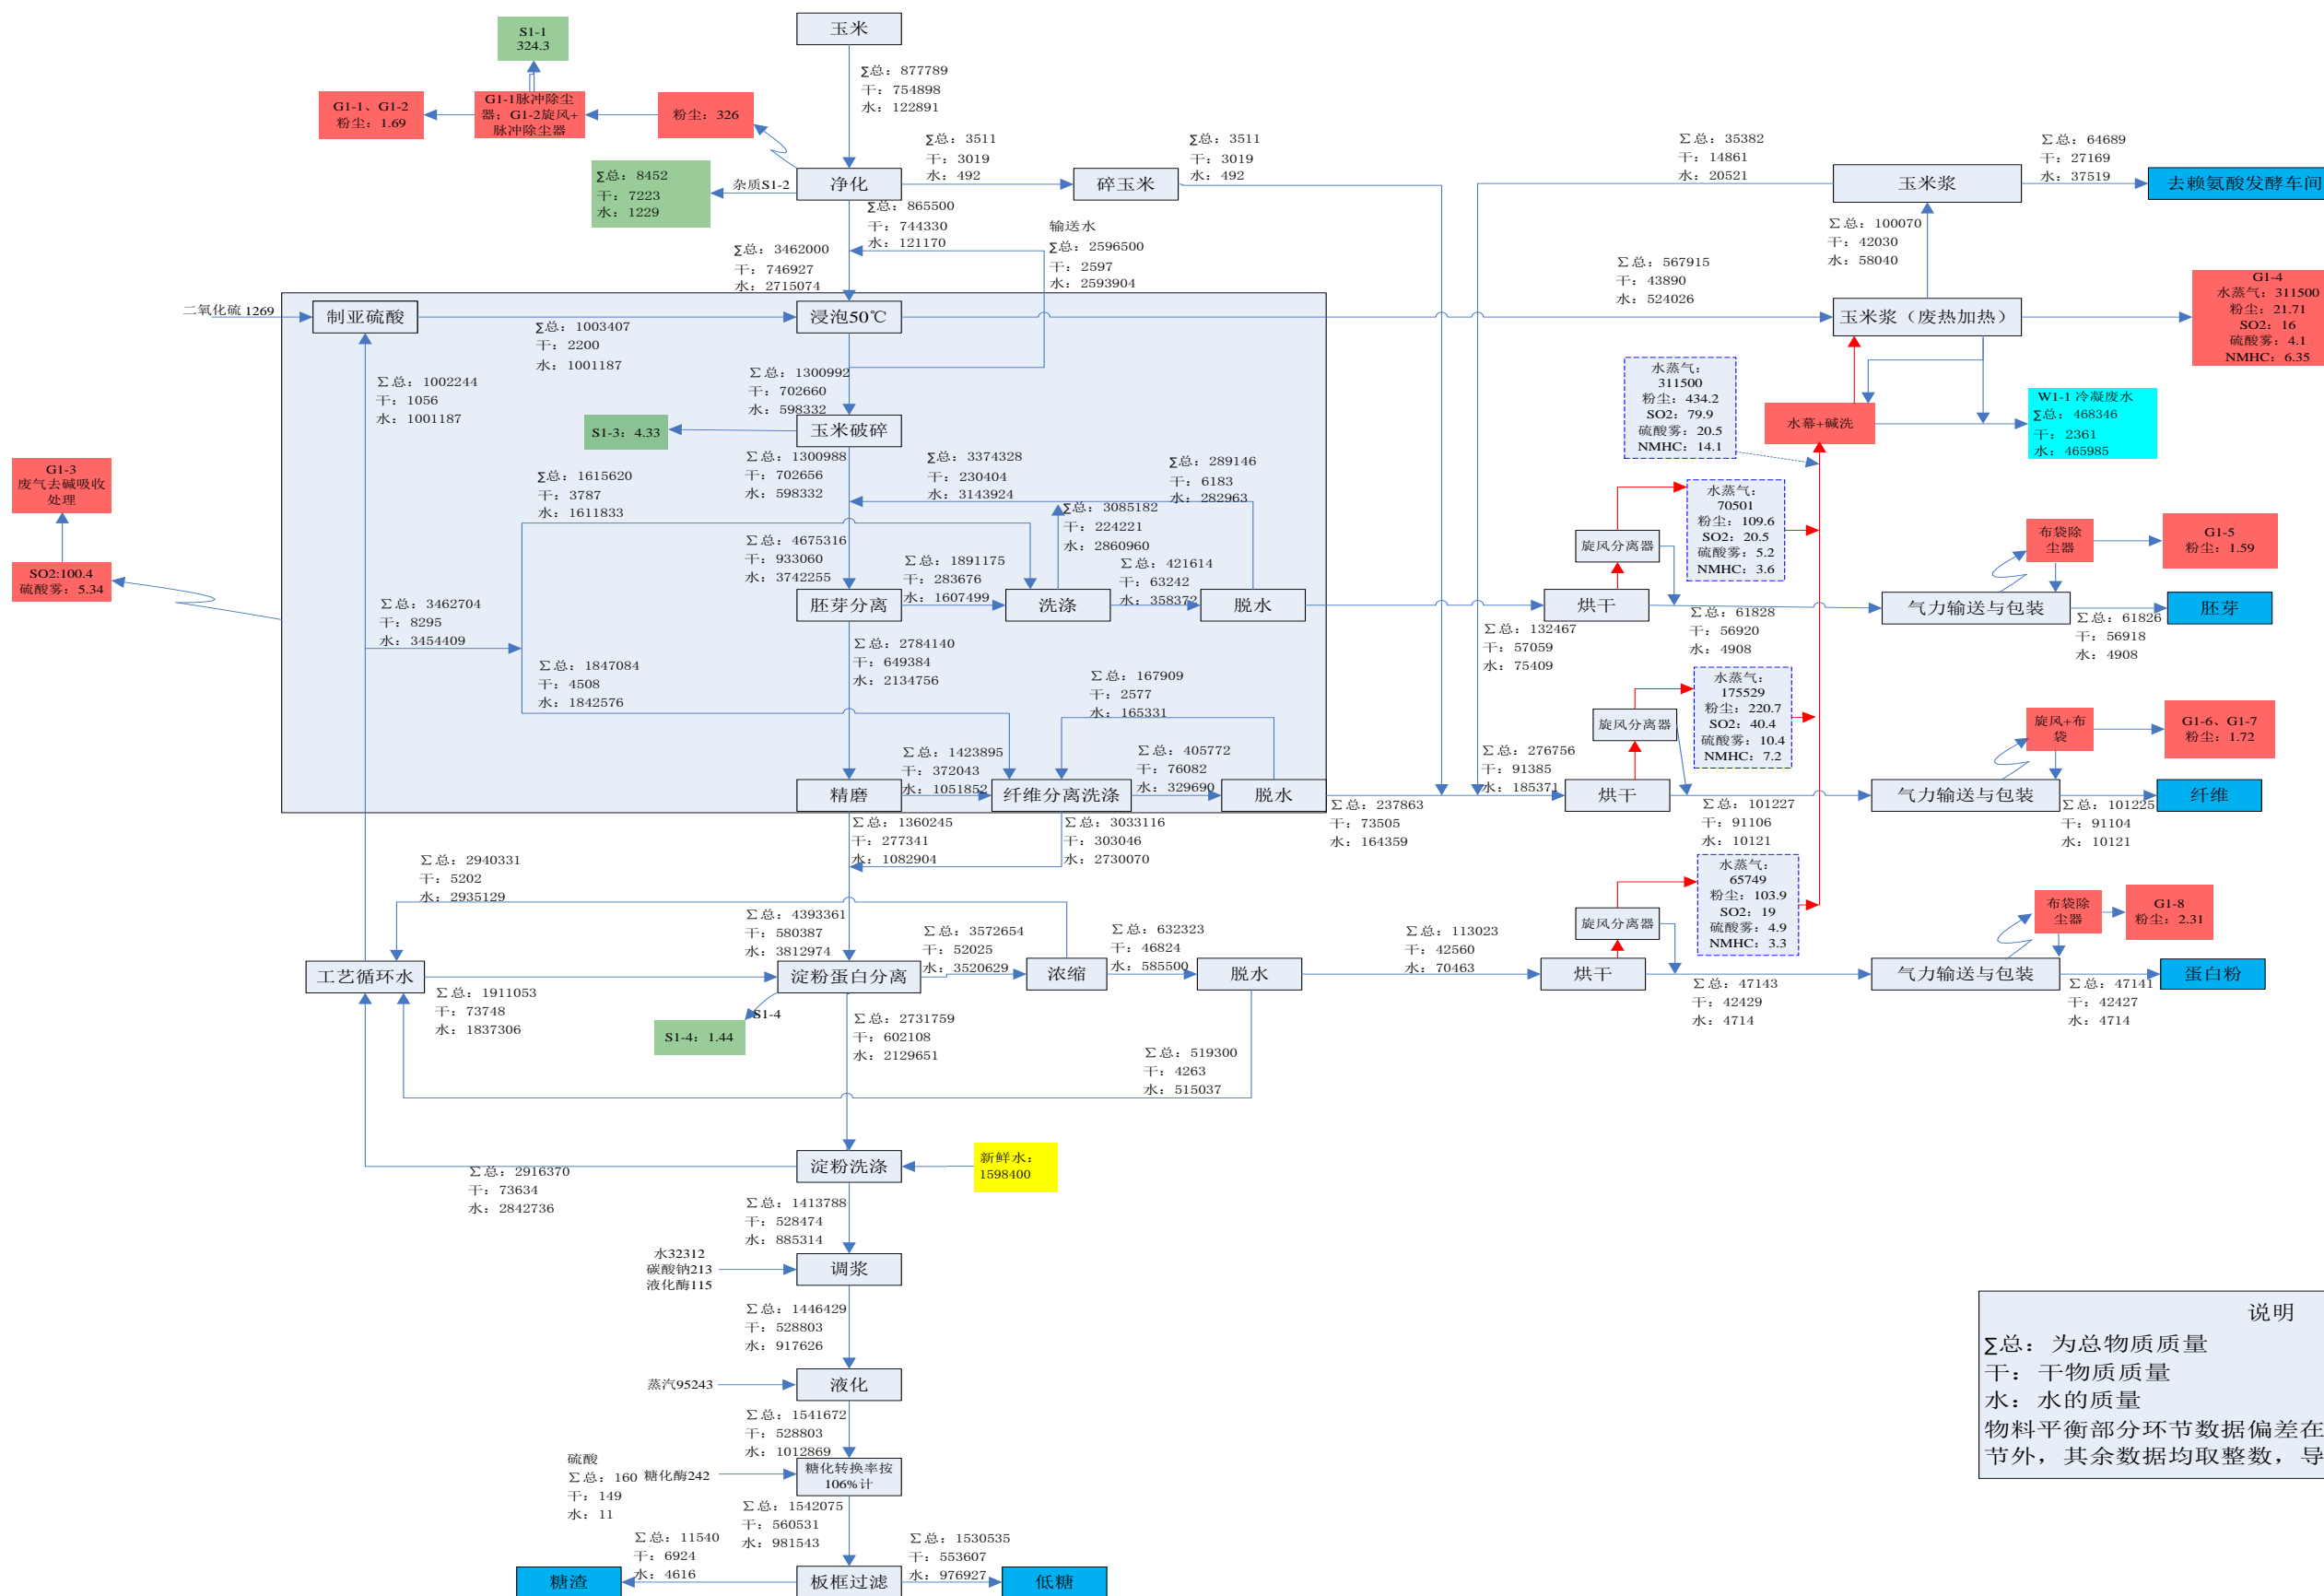 玉米
S1-1
324.3
∑总：877789
干：754898
水：122891
G1-1、G1-2
粉尘：1.69
G1-1脉冲除尘
器；G1-2旋风+
脉冲除尘器
粉尘：326
∑总：3511
干：3019
水：492
∑总：3511
干：3019
水：492
∑总：35382
干：14861
水：20521
∑总：64689
干：27169
水：37519
∑总：8452
干：7223
水：1229
杂质S1-2
净化
碎玉米
玉米浆
去赖氨酸发酵车间
∑总：865500
干：744330
水：121170
输送水
∑总：2596500
干：2597
水：2593904
∑总：3462000
干：746927
水：2715074
∑总：100070
干：42030
水：58040
∑总：567915
干：43890
水：524026
G1-4
水蒸气：311500
粉尘：21.71
SO2：16
硫酸雾：4.1
NMHC：6.35
二氧化硫 1269
制亚硫酸
浸泡50℃
玉米浆（废热加热）
∑总：1003407
干：2200
水：1001187
∑总：1002244
干：1056
水：1001187
∑总：1300992
干：702660
水：598332
水蒸气：
311500
粉尘：434.2
SO2：79.9
硫酸雾：20.5
NMHC：14.1
水幕+碱洗
W1-1 冷凝废水
∑总：468346
干：2361
水：465985
S1-3：4.33
玉米破碎
G1-3
废气去碱吸收
处理
∑总：1615620
干：3787
水：1611833
∑总：1300988
干：702656
水：598332
∑总：3374328
干：230404
水：3143924
∑总：289146
干：6183
水：282963
∑总：3085182
干：224221
水：2860960
水蒸气：
70501
粉尘：109.6
SO2：20.5
硫酸雾：5.2
NMHC：3.6
旋风分离器
布袋除
尘器
G1-5
粉尘：1.59
SO2:100.4
硫酸雾：5.34
∑总：4675316
干：933060
水：3742255
∑总：1891175
干：283676
水：1607499
∑总：421614
干：63242
水：358372
胚芽分离
洗涤
脱水
烘干
气力输送与包装
胚芽
∑总：3462704
干：8295
水：3454409
∑总：132467
干：57059
水：75409
∑总：61828
干：56920
水：4908
∑总：61826
干：56918
水：4908
∑总：2784140
干：649384
水：2134756
∑总：1847084
干：4508
水：1842576
∑总：167909
干：2577
水：165331
水蒸气：
175529
粉尘：220.7
SO2：40.4
硫酸雾：10.4
NMHC：7.2
旋风分离器
旋风+布
袋
G1-6、G1-7
粉尘：1.72
∑总：1423895
干：372043
水：1051852
∑总：405772
干：76082
水：329690
∑总：276756
干：91385
水：185371
精磨
纤维分离洗涤
脱水
烘干
气力输送与包装
纤维
∑总：237863
干：73505
水：164359
∑总：101227
干：91106
水：10121
∑总：101225
干：91104
水：10121
∑总：1360245
干：277341
水：1082904
∑总：3033116
干：303046
水：2730070
∑总：2940331
干：5202
水：2935129
水蒸气：
65749
粉尘：103.9
SO2：19
硫酸雾：4.9
NMHC：3.3
旋风分离器
布袋除
尘器
G1-8
粉尘：2.31
∑总：4393361
干：580387
水：3812974
∑总：3572654
干：52025
水：3520629
∑总：632323
干：46824
水：585500
∑总：113023
干：42560
水：70463
工艺循环水
淀粉蛋白分离
浓缩
脱水
烘干
气力输送与包装
蛋白粉
∑总：1911053
干：73748
水：1837306
S1-4
S1-4：1.44
∑总：2731759
干：602108
水：2129651
∑总：47143
干：42429
水：4714
∑总：47141
干：42427
水：4714
∑总：519300
干：4263
水：515037
淀粉洗涤
新鲜水：
1598400
∑总：2916370
干：73634
水：2842736
∑总：1413788
干：528474
水：885314
水32312
碳酸钠213
液化酶115
调浆
∑总：1446429
干：528803
水：917626
蒸汽95243
液化
∑总：1541672
干：528803
水：1012869
硫酸
∑总：160
干：149
水：11
糖化酶242
糖化转换率按
106%计
∑总：1542075
干：560531
水：981543
∑总：11540
干：6924
水：4616
∑总：1530535
干：553607
水：976927
糖渣
板框过滤
低糖
说明
∑总：为总物质质量
干：干物质质量
水：水的质量
物料平衡部分环节数据偏差在
节外，其余数据均取整数，导